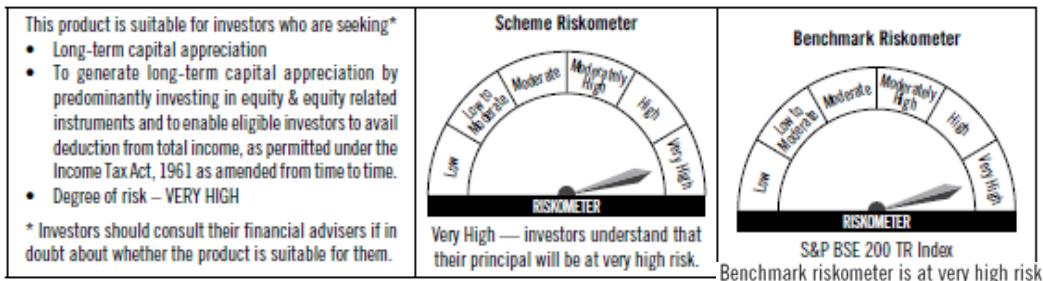 This product is suitable for investors who are seeking*
• Long-term capital appreciation
• To generate long-term capital appreciation by
predominantly investing in equity & equity related
instruments and to enable eligible investors to avail
deduction from total income, as permitted under the
Income Tax Act, 1961 as amended from time to time.
• Degree of risk – VERY HIGH
* Investors should consult their financial advisers if in
doubt about whether the product is suitable for them.
Scheme Riskometer
Low
Low to
Moderate
Moderate
Moderately
High
High
Very High
RISKOMETER
Very High — investors understand that
their principal will be at very high risk.
Benchmark Riskometer
Low
Low to
Moderate
Moderate
Moderately
High
High
Very High
RISKOMETER
S&P BSE 200 TR Index
Benchmark riskometer is at very high risk